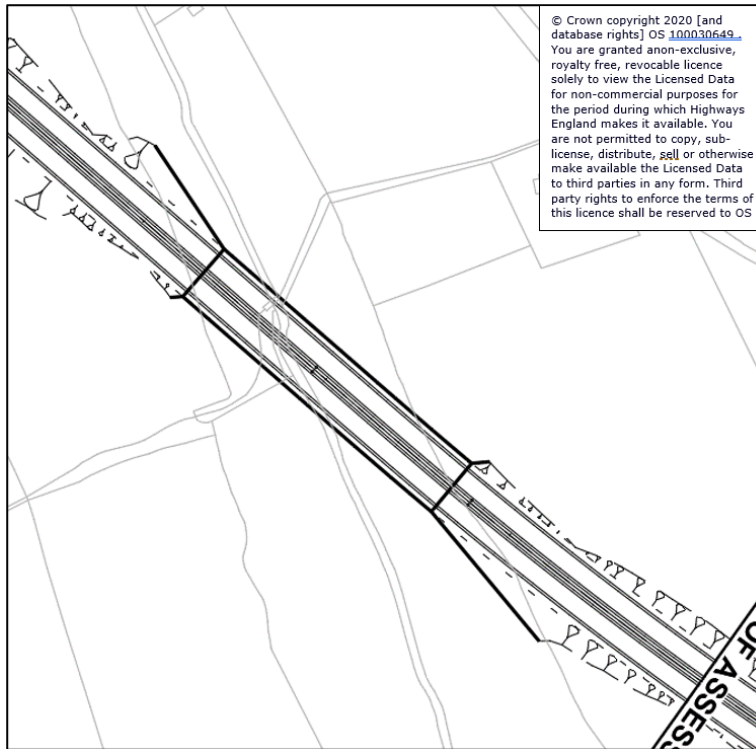 © Crown copyright 2020 [and
database rights] OS 100030649 .
You are granted anon-exclusive,
royalty free, revocable licence
solely to view the Licensed Data
for non-commercial purposes for
the period during which Highways
England makes it available. You
are not permitted to copy, sub-
license, distribute, sell or otherwise
make available the Licensed Data
to third parties in any form. Third
party rights to enforce the terms of
this licence shall be reserved to OS
OF ASSESS